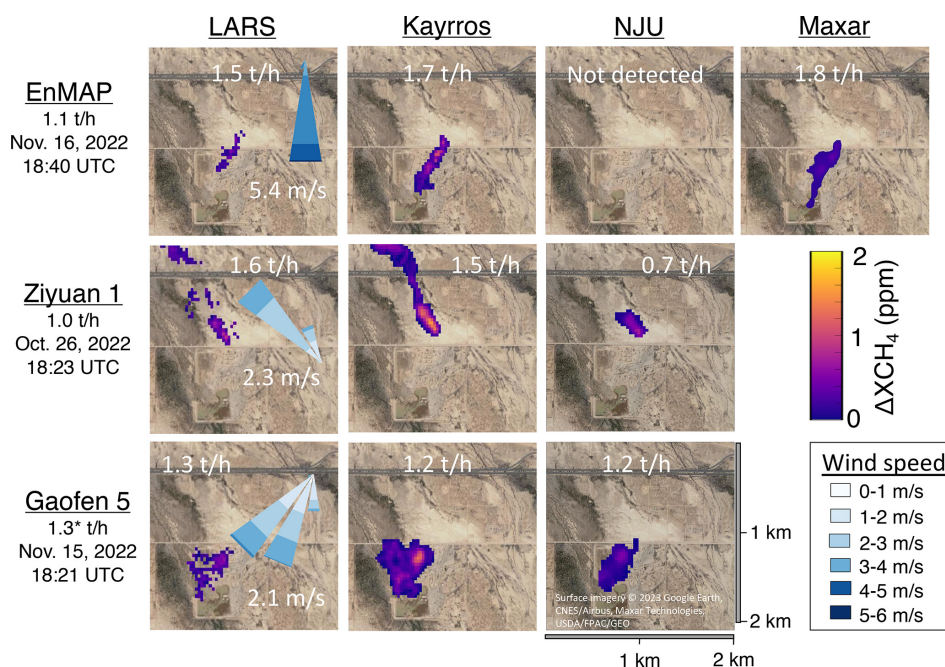 LARS Kayrros NJU Maxar
EnMAP
1.1 t/h
Nov. 16, 2022
18:40 UTC
1.5 t/h
5.4 m/s
1.7 t/h
Not detected
1.8 t/h
Ziyuan 1
1.0 t/h
Oct. 26, 2022
18:23 UTC
1.6 t/h
2.3 m/s
1.5 t/h
0.7 t/h
2
1
0
ΔXCH₄ (ppm)
Gaofen 5
1.3* t/h
Nov. 15, 2022
18:21 UTC
1.3 t/h
2.1 m/s
1.2 t/h
1.2 t/h
Surface imagery © 2023 Google Earth,
CNES/Airbus, Maxar Technologies,
USDA/FPAC/GEO
1 km
2 km
1 km 2 km
Wind speed
0-1 m/s
1-2 m/s
2-3 m/s
3-4 m/s
4-5 m/s
5-6 m/s